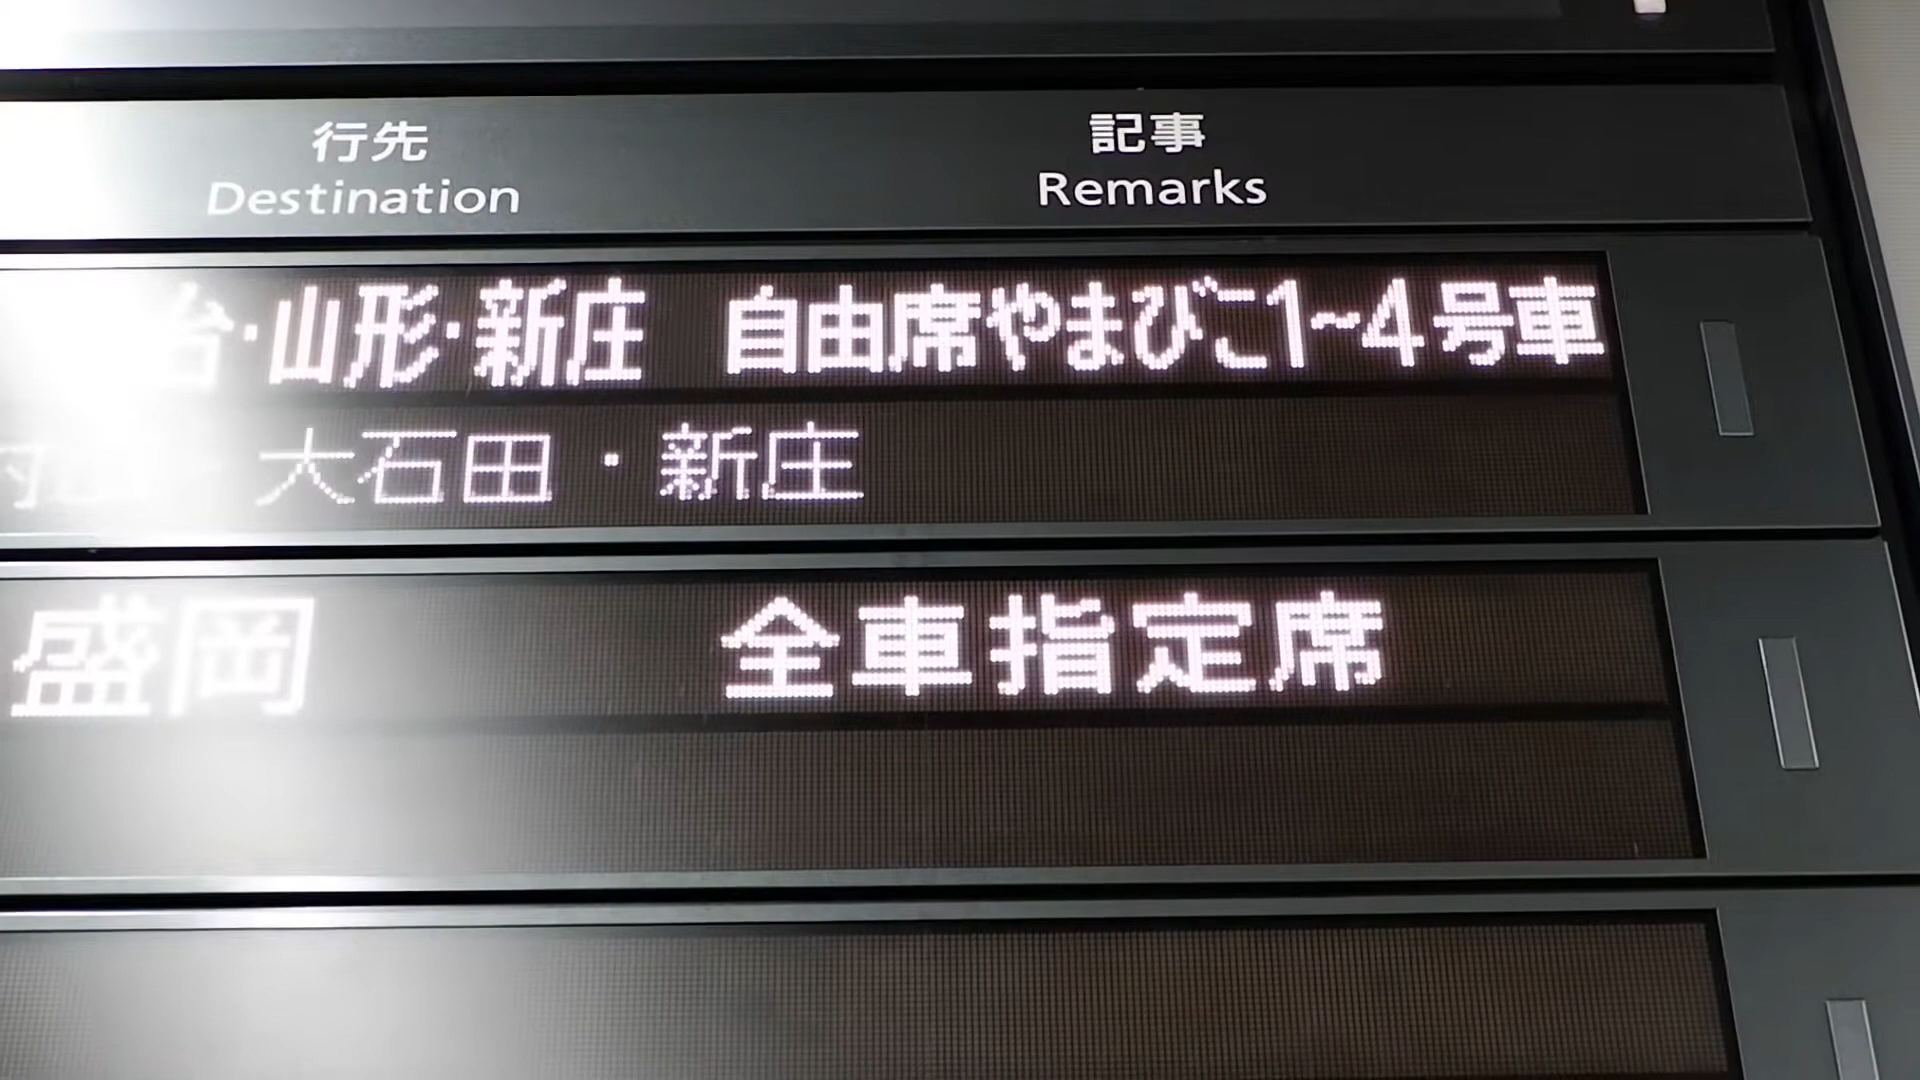 行先
Destination
記事
Remarks
台・山形・新庄 自由席やまびこ1~4号車
大石田・新庄
盛岡 全車指定席